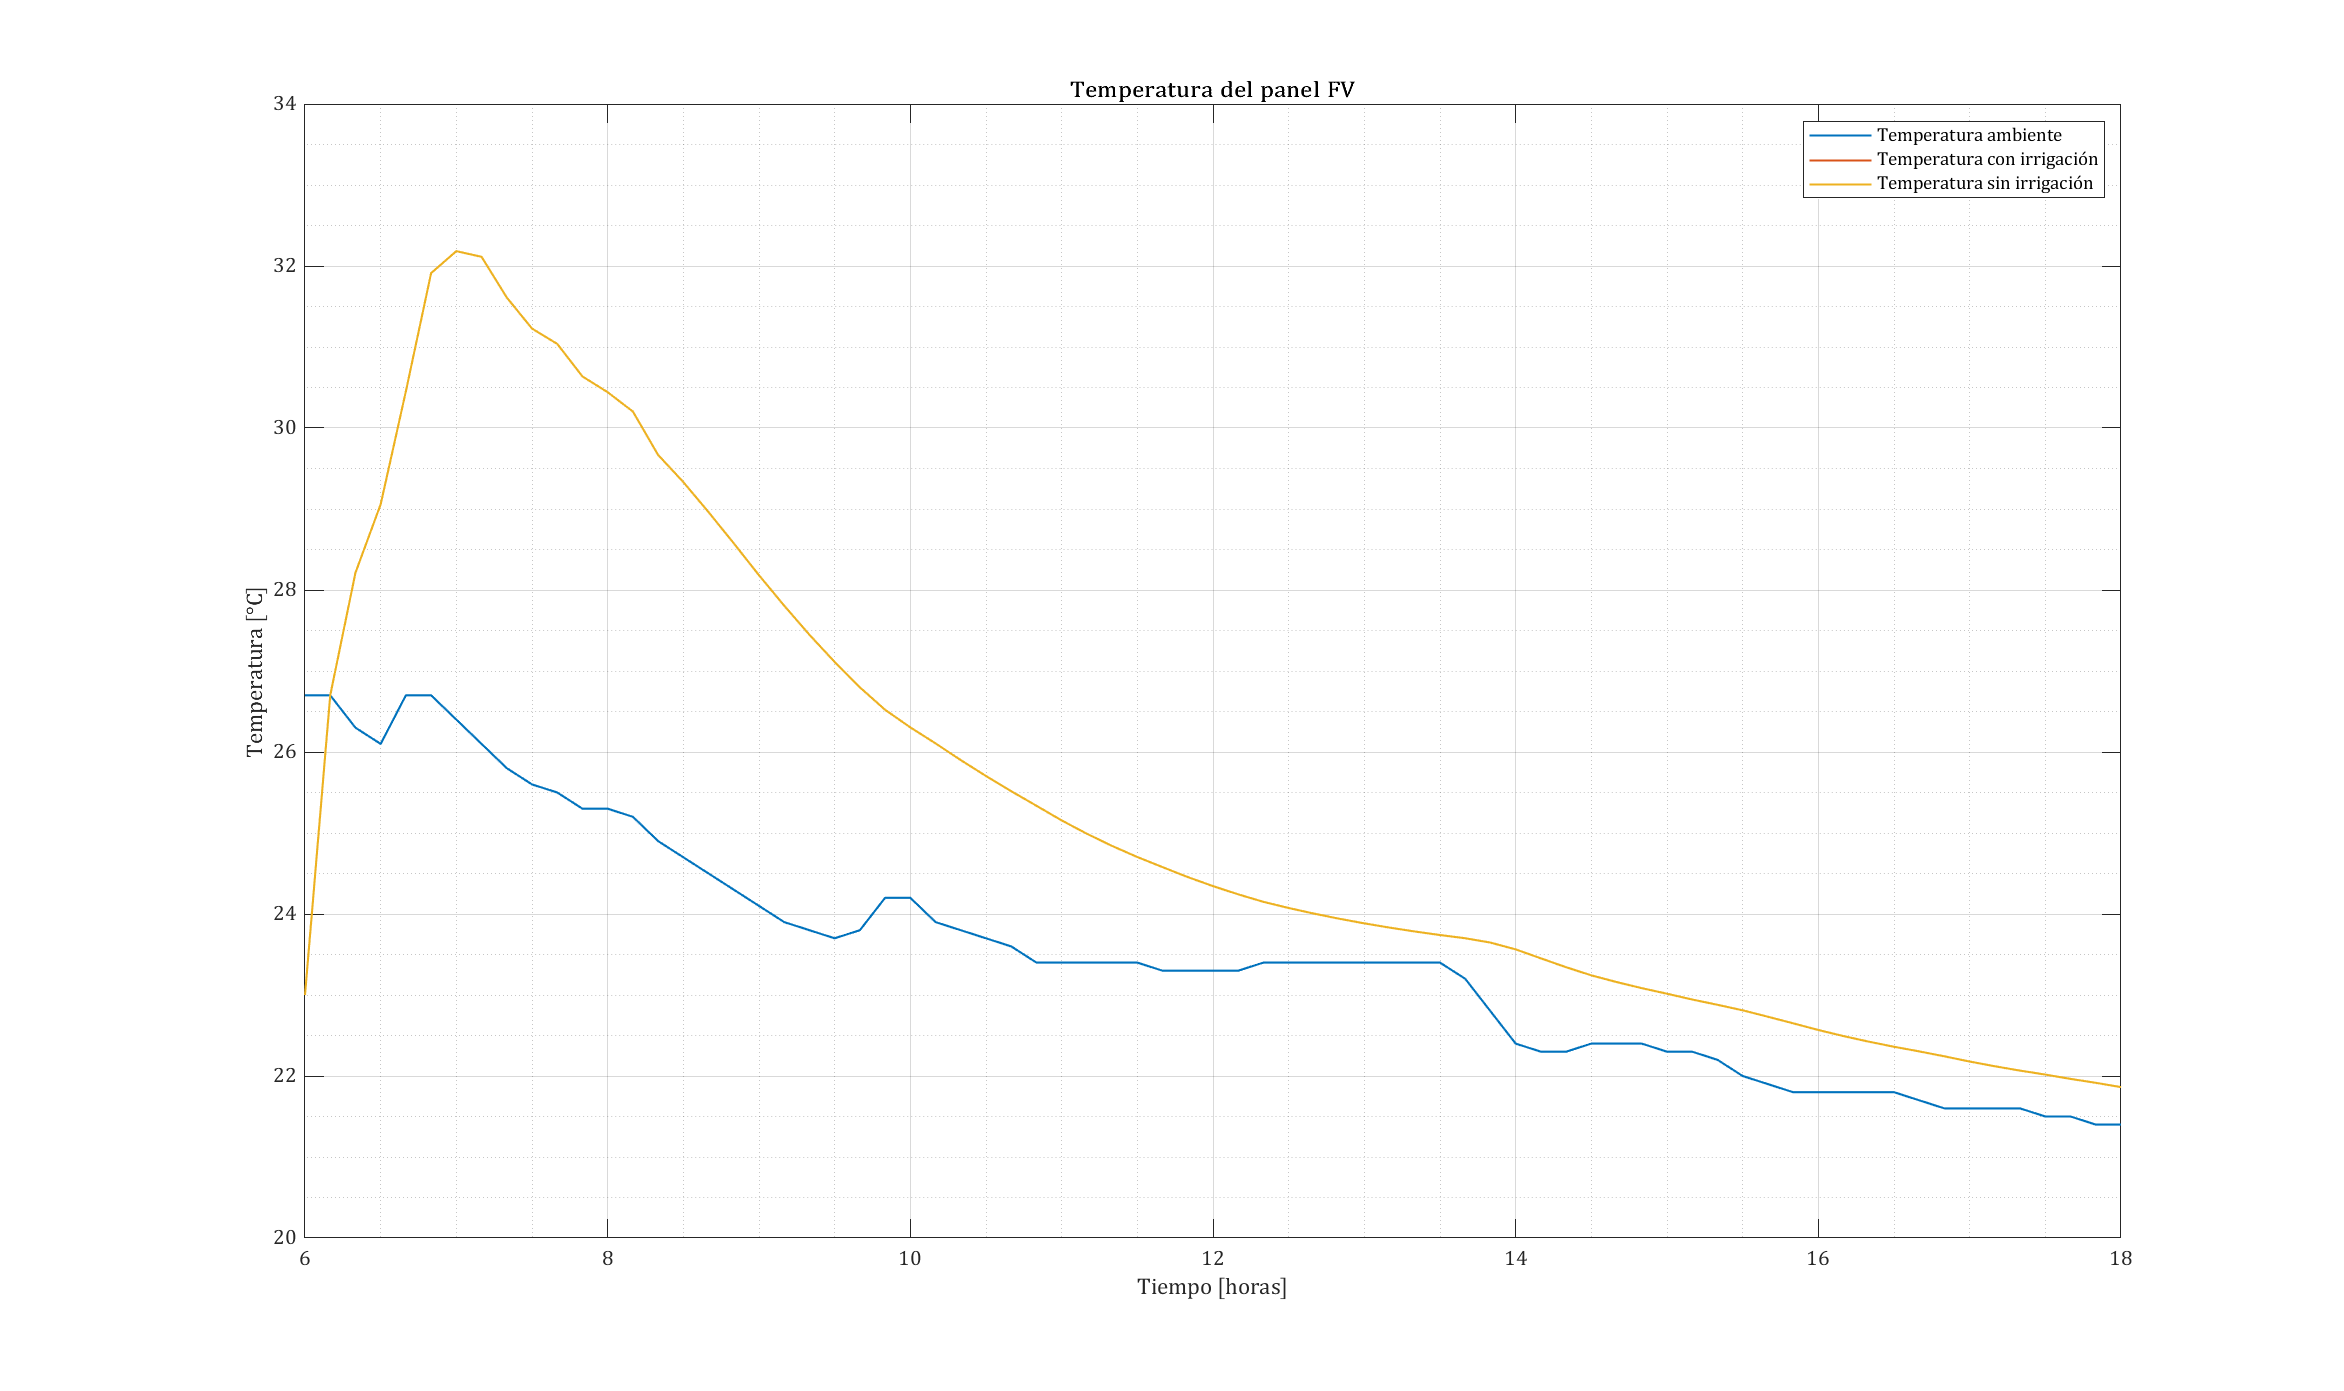 Temperatura del panel FV
34
32
30
28
26
24
22
20
Temperatura [°C]
Temperatura ambiente
Temperatura con irrigación
Temperatura sin irrigación
6 8 10 12 14 16 18
Tiempo [horas]